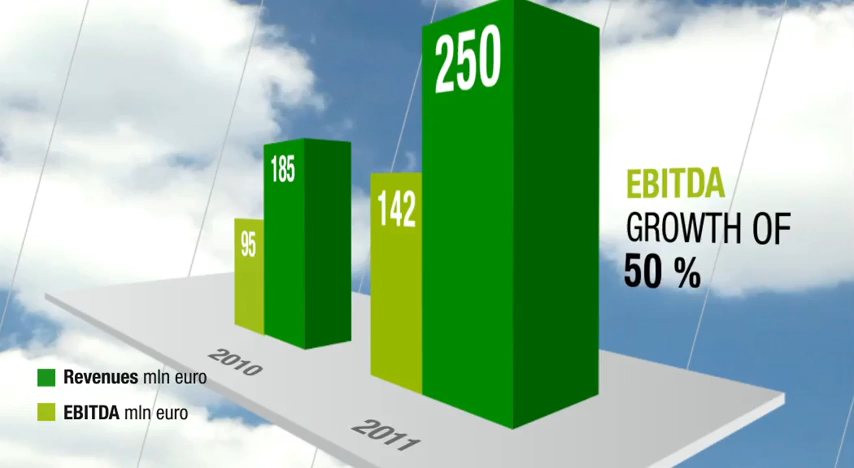 250
185
142
95
EBITDA
GROWTH OF
50 %
2010
2011
Revenues mln euro
EBITDA mln euro